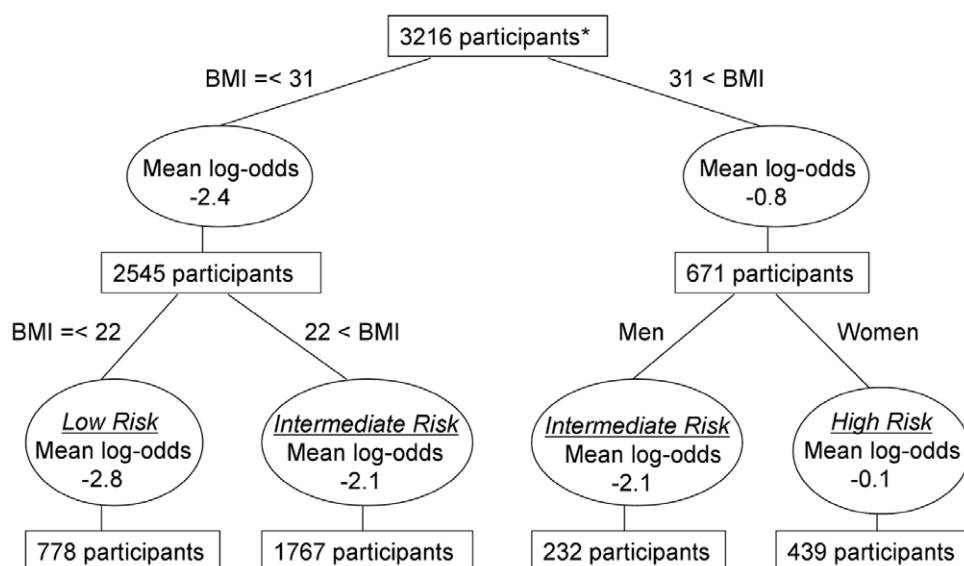 3216 participants*
BMI =< 31
31 < BMI
Mean log-odds
-2.4
Mean log-odds
-0.8
2545 participants
671 participants
BMI =< 22
22 < BMI
Men
Women
Low Risk
Mean log-odds
-2.8
Intermediate Risk
Mean log-odds
-2.1
Intermediate Risk
Mean log-odds
-2.1
High Risk
Mean log-odds
-0.1
778 participants
1767 participants
232 participants
439 participants